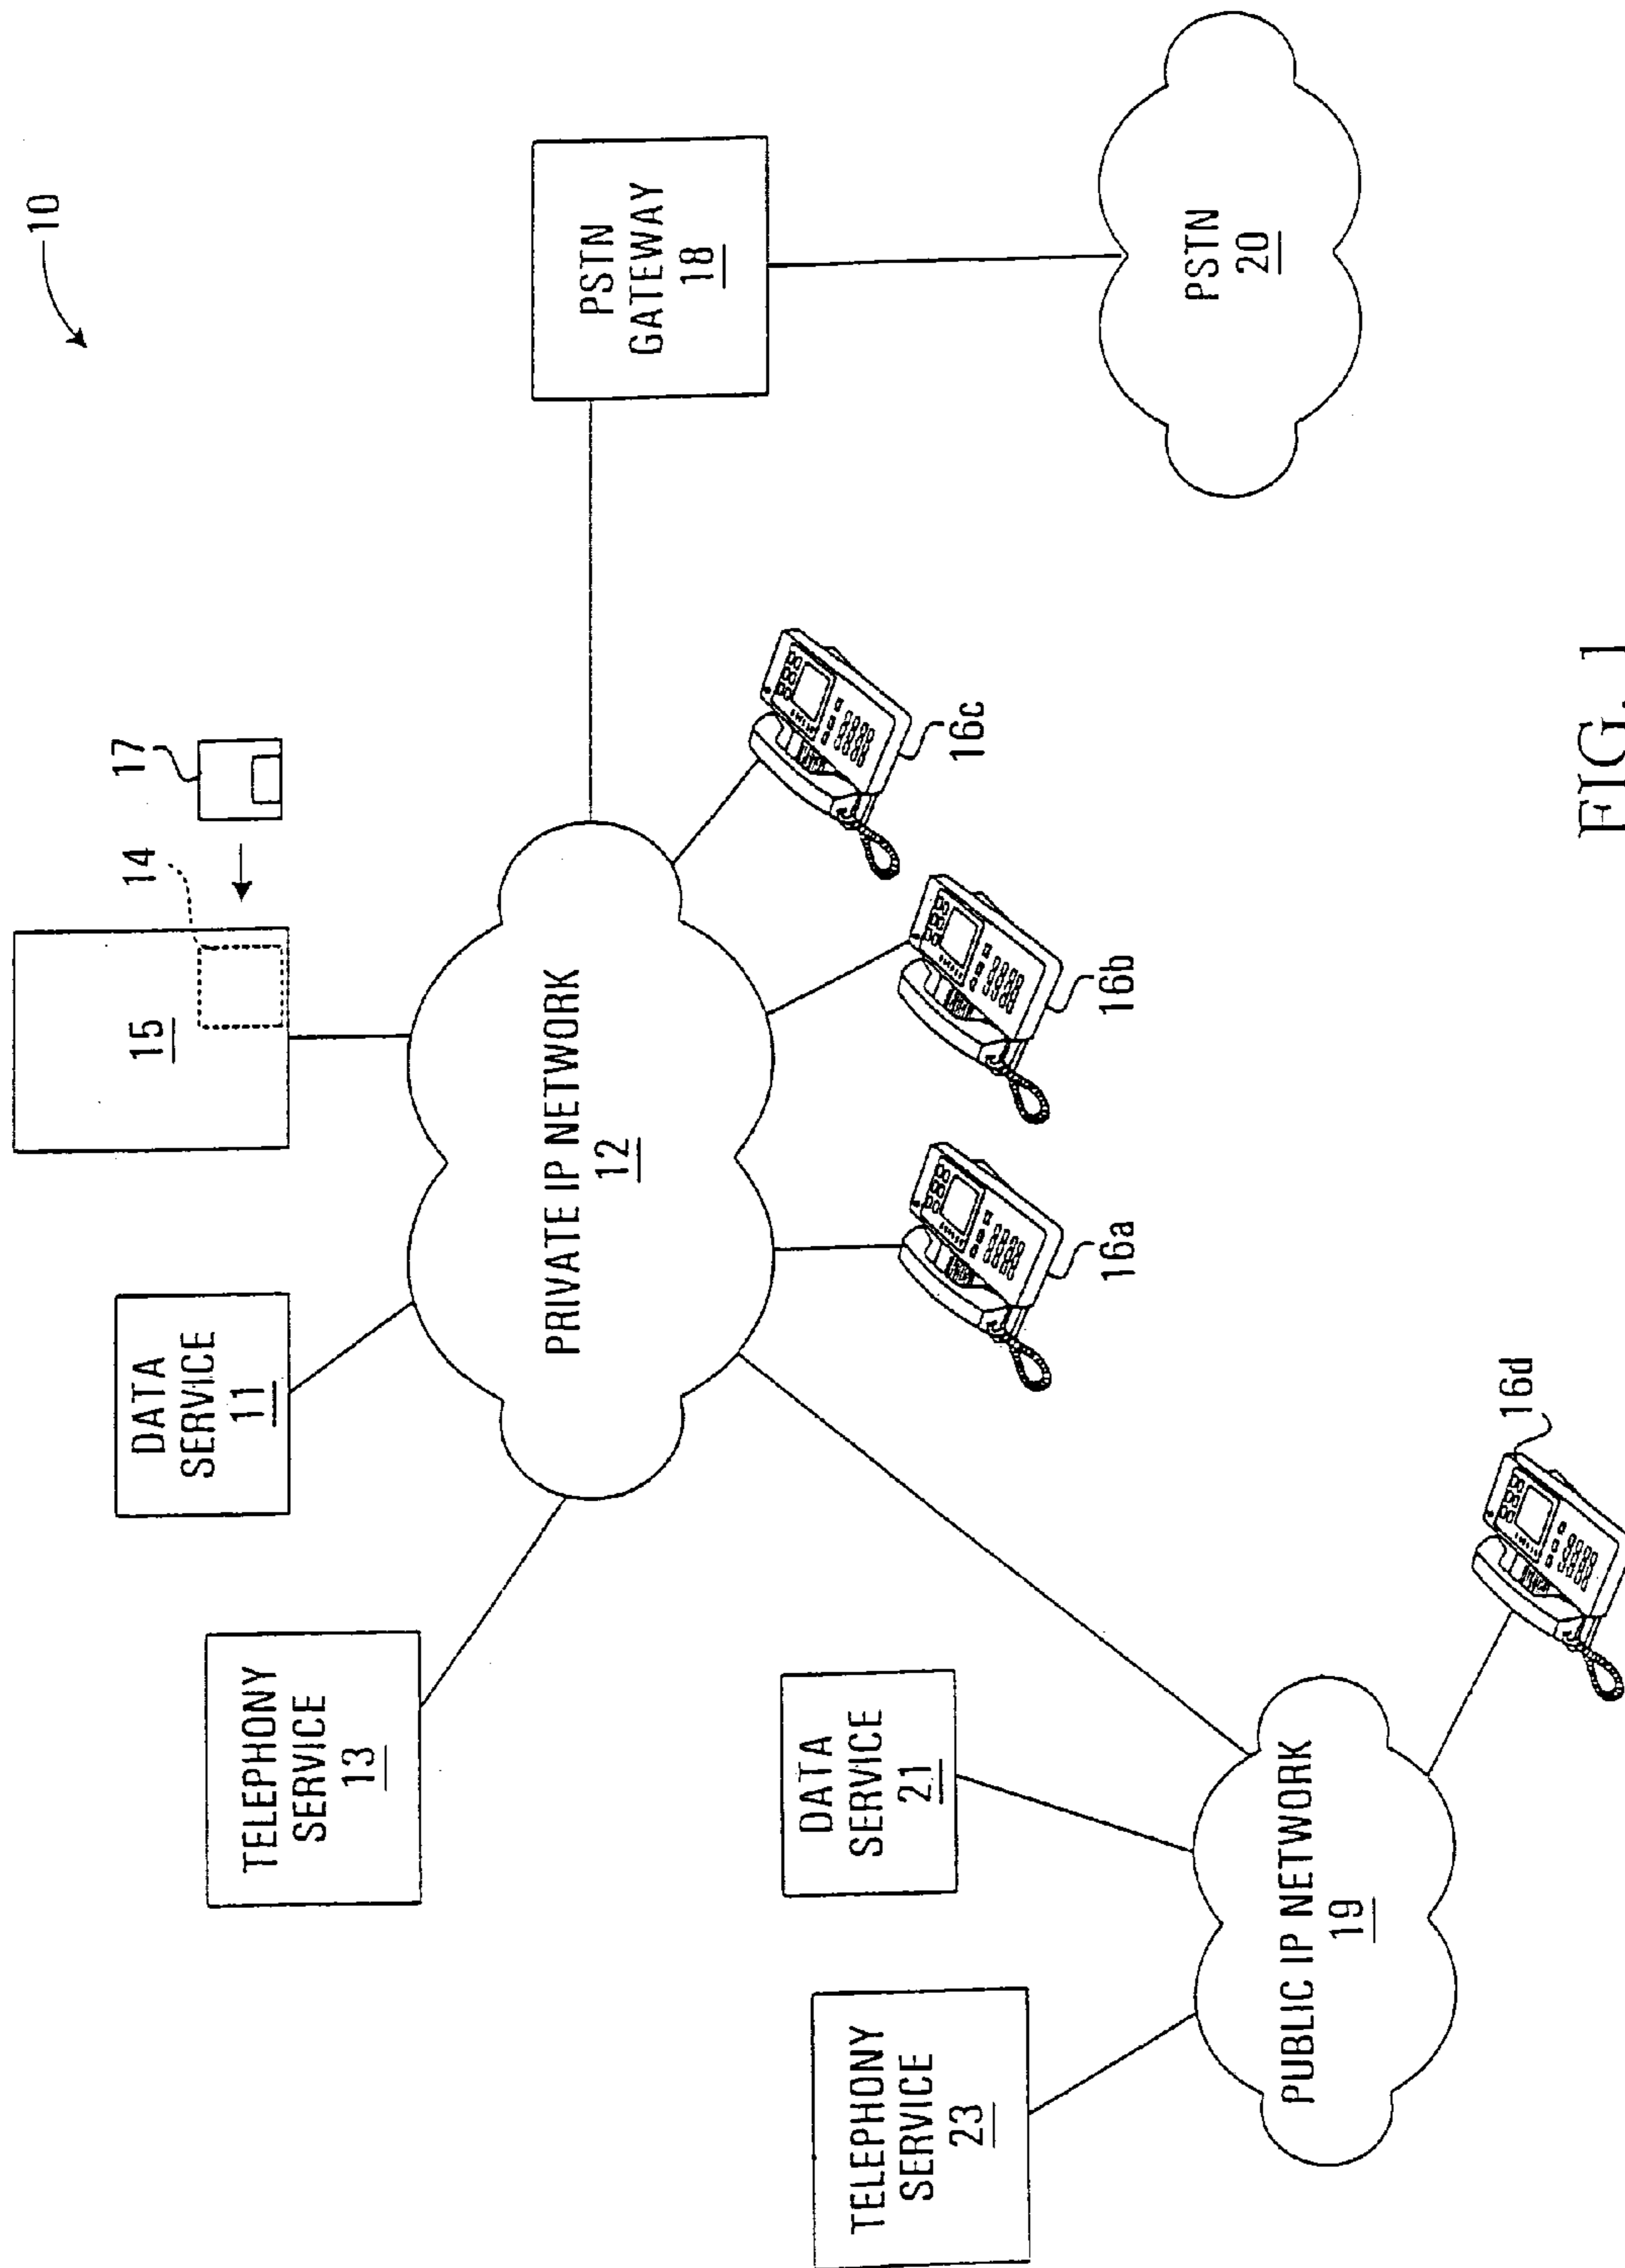 10
17
14
15
DATA
SERVICE
11
TELEPHONY
SERVICE
13
PRIVATE IP NETWORK
12
PSTN
GATEWAY
18
16c
16b
16a
DATA
SERVICE
21
TELEPHONY
SERVICE
23
PUBLIC IP NETWORK
19
16d
PSTN
20
FIG. 1